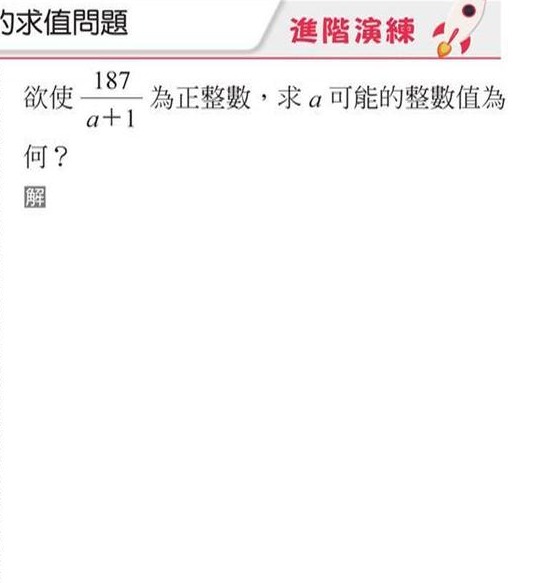 的求值問題
進階演練
欲使 187/(a+1) 為正整數，求 a 可能的整數值為
何？
解